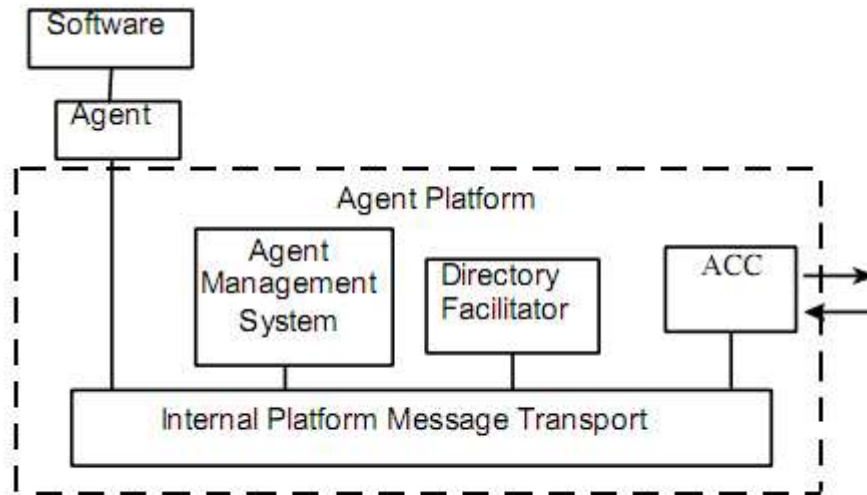 Software
Agent
Agent Platform
Agent
Management
System
Directory
Facilitator
ACC
Internal Platform Message Transport